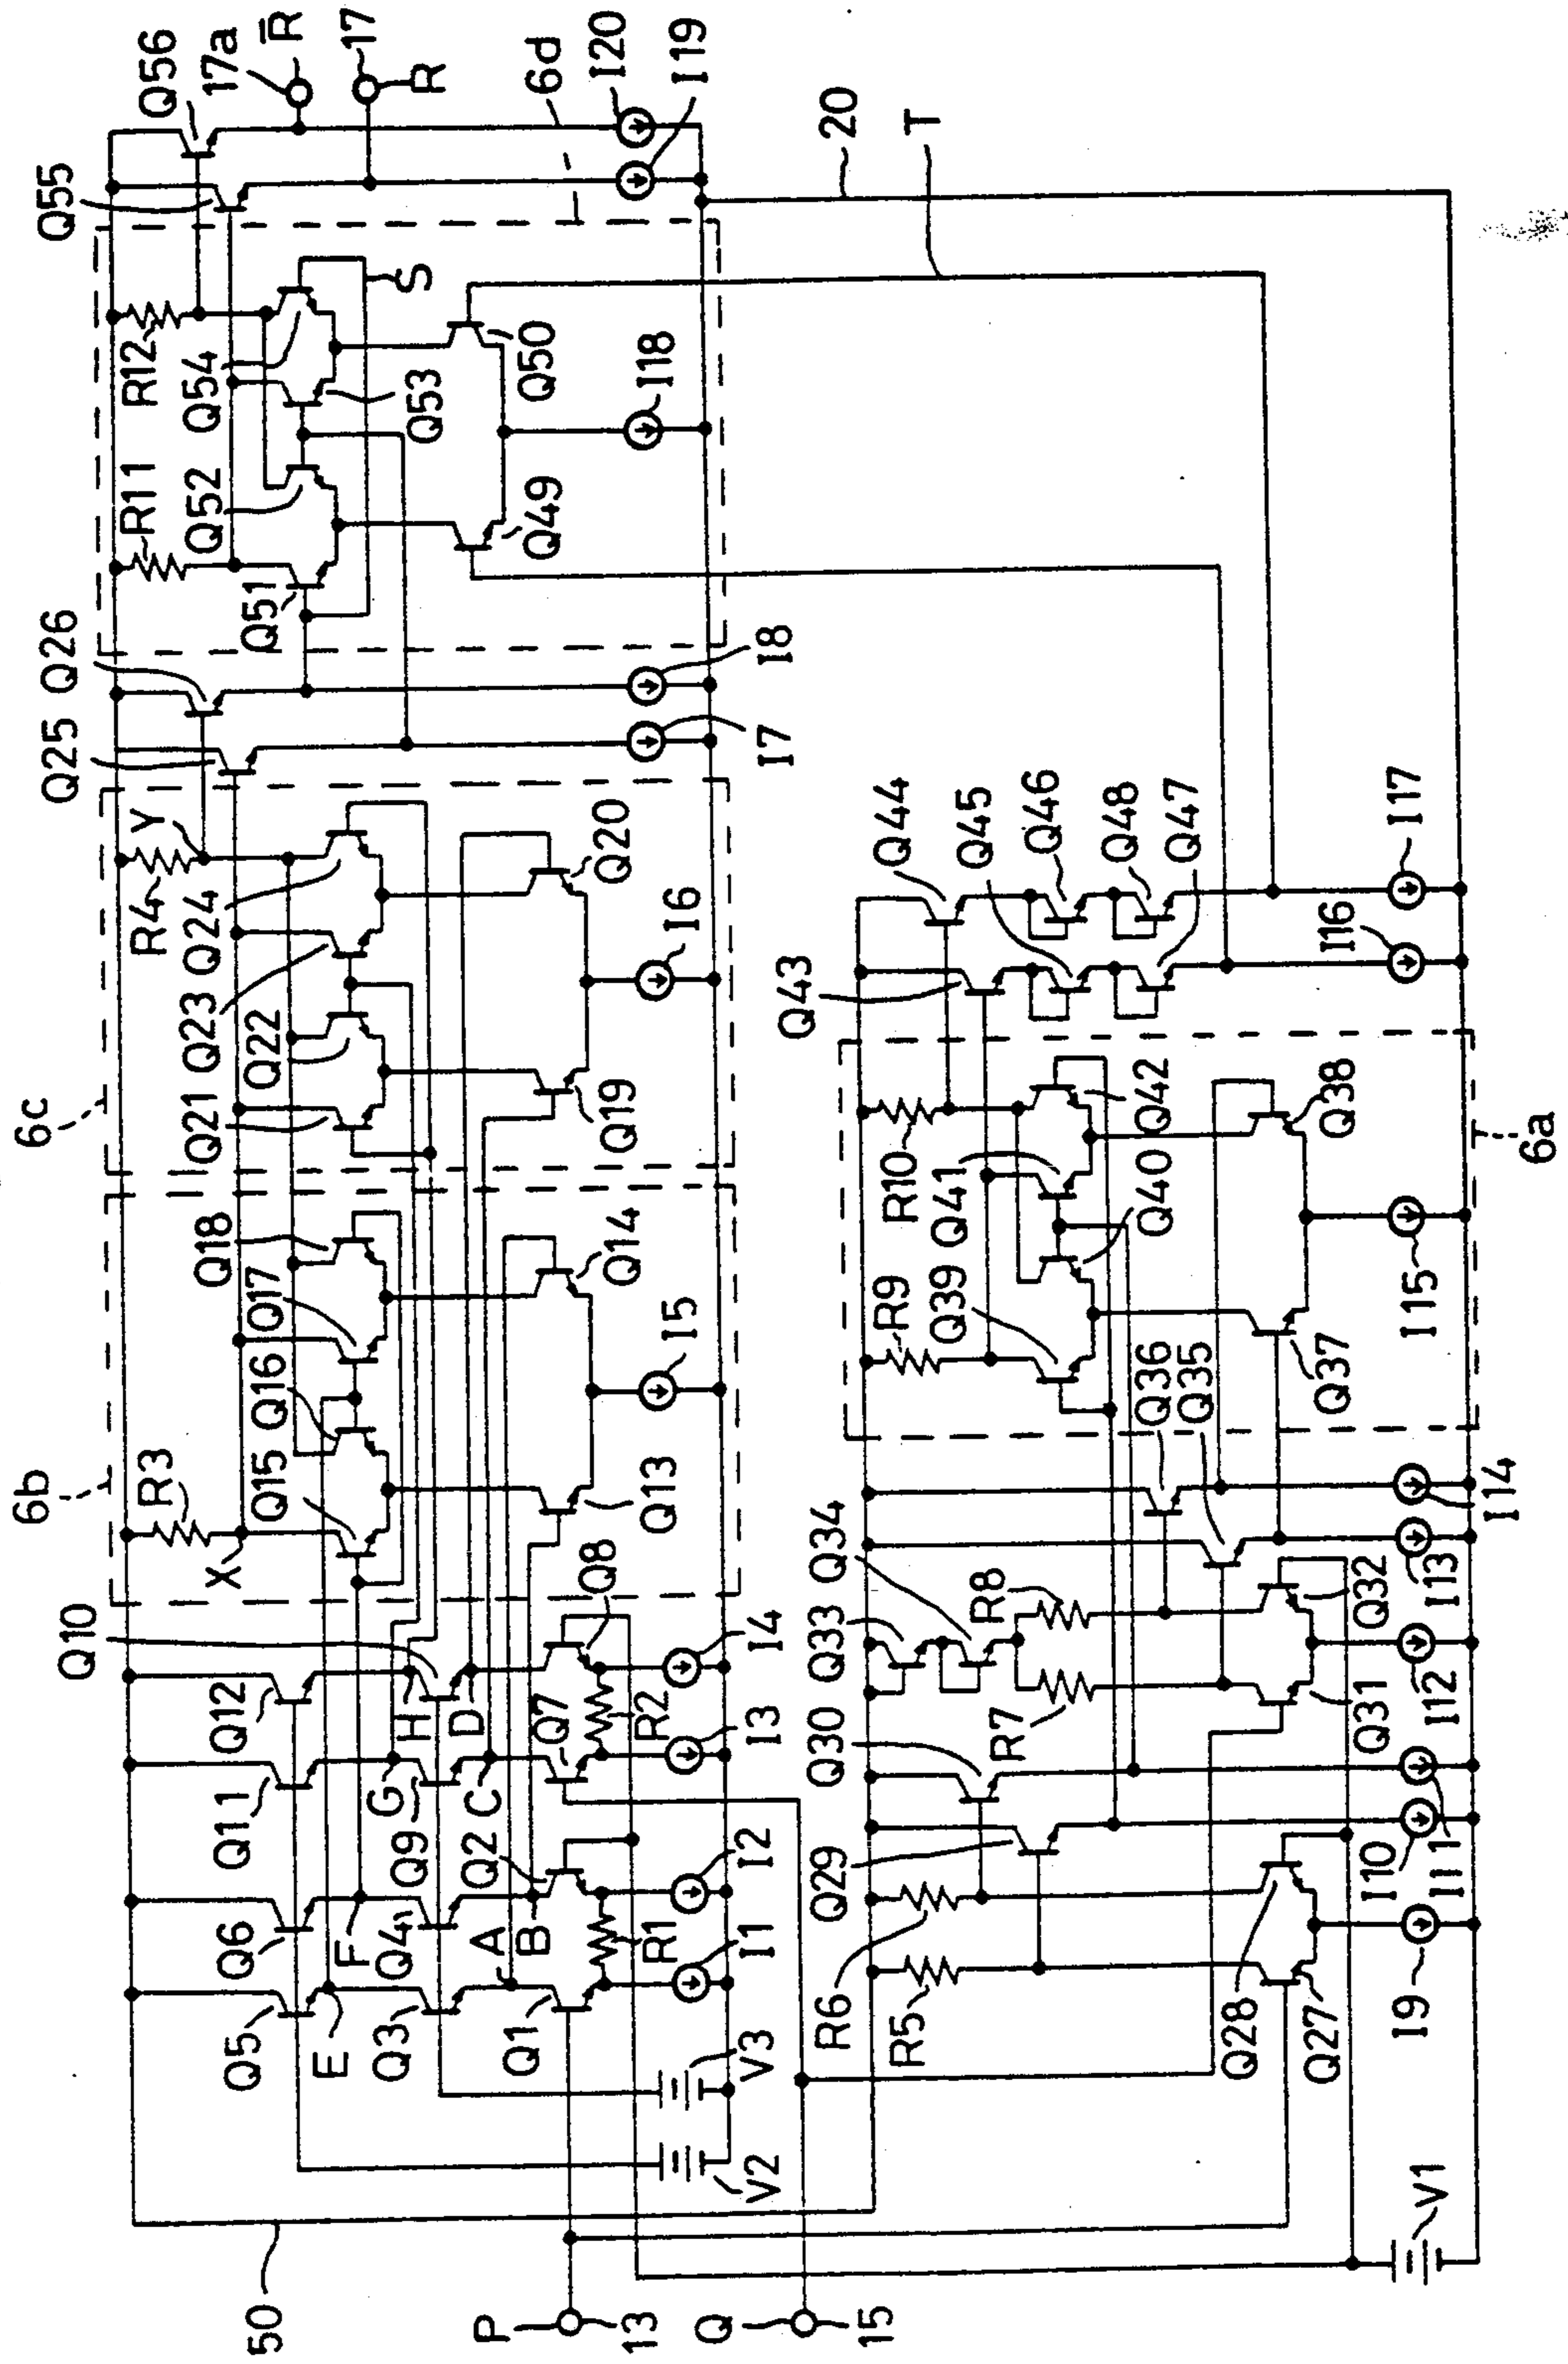 50
P
13
Q
15
V1
V2
V3
Q5
Q6
Q11
Q12
Q10
E
F
G
H
Q3
Q4
Q9
A
B
C
D
Q1
Q2
Q7
Q8
R1
R2
I1
I2
I3
I4
6b
R3
X
Q15
Q16
Q17
Q18
Q13
Q14
I5
6c
R4
Y
Q21
Q22
Q23
Q24
Q19
Q20
I6
Q25
Q26
I7
I8
R11
R12
Q51
Q52
Q53
Q54
S
Q49
Q50
I18
6d
Q55
Q56
17a
R̅
17
R
I20
I19
20
T
R5
R6
Q29
Q30
Q28
Q27
I9
I10
I11
R7
R8
Q33
Q34
Q31
Q32
I12
I13
I14
Q36
Q35
R9
R10
Q39
Q41
Q40
Q42
Q37
Q38
I15
6a
Q43
Q44
Q45
Q46
Q48
Q47
I16
I17